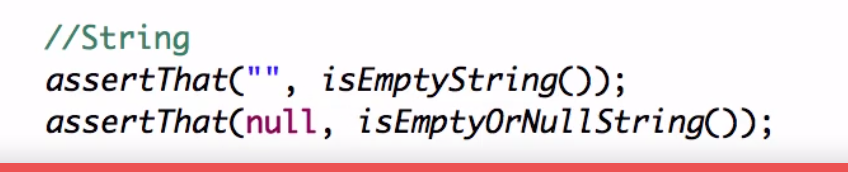 //String
assertThat("", isEmptyString());
assertThat(null, isEmptyOrNullString());